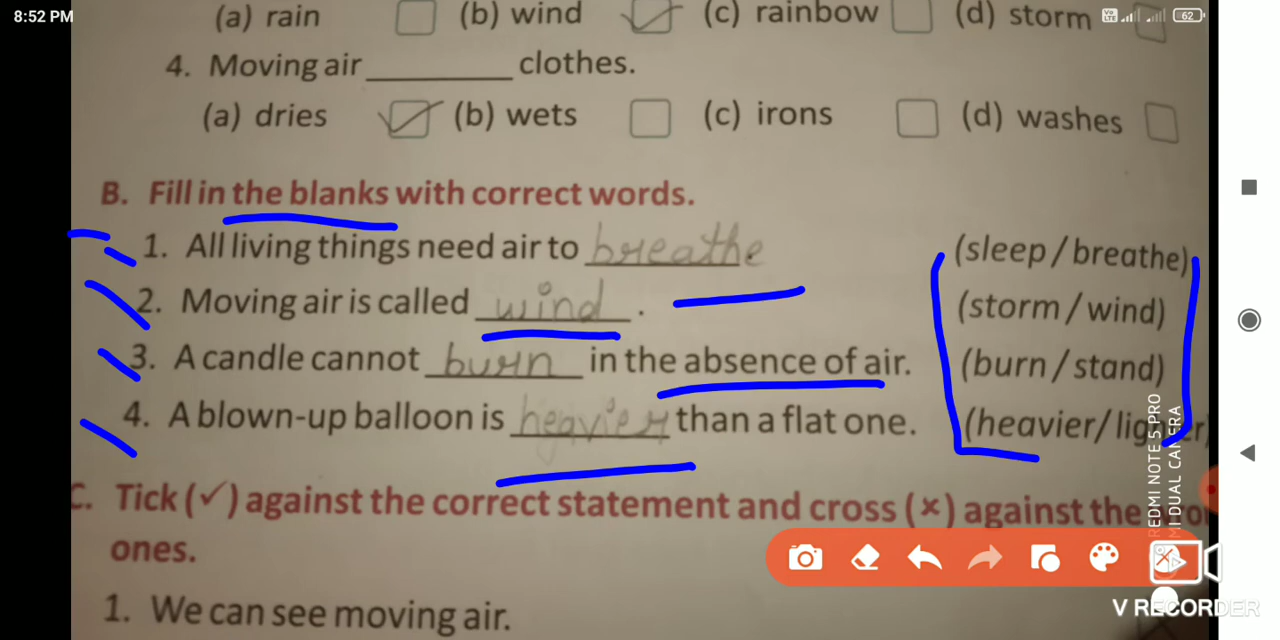 8:52 PM
62
(a) rain (b) wind (c) rainbow (d) storm
4. Moving air ______ clothes.
(a) dries (b) wets (c) irons (d) washes
B. Fill in the blanks with correct words.
1. All living things need air to breathe. (sleep/breathe)
2. Moving air is called wind. (storm/wind)
3. A candle cannot burn in the absence of air. (burn/stand)
4. A blown-up balloon is heavier than a flat one. (heavier/lighter)
C. Tick (✓) against the correct statement and cross (×) against the
ones.
1. We can see moving air.
REDMI NOTE 5 PRO
MI DUAL CAMERA
V RECORDER